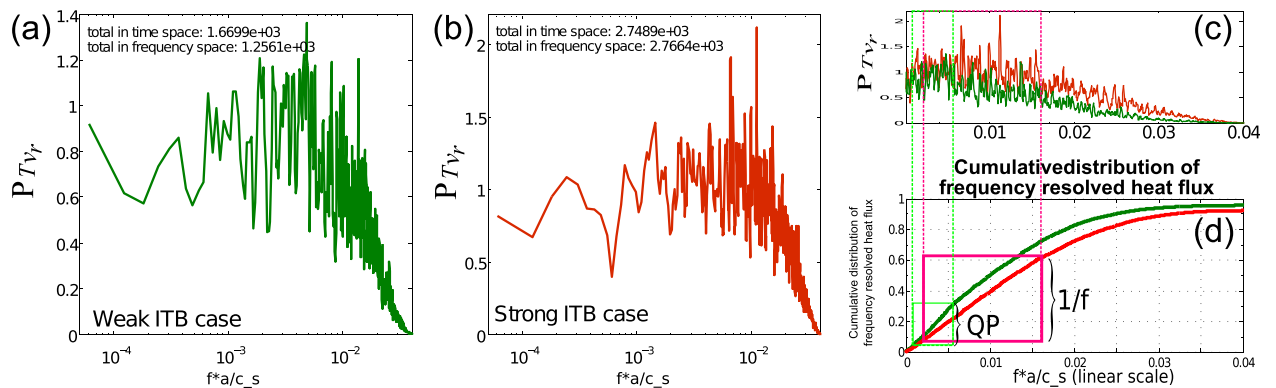 (a)
total in time space: 1.6699e+03
total in frequency space: 1.2561e+03
P Tvr
1.4
1.2
1
0.8
0.6
0.4
0.2
0
Weak ITB case
10⁻⁴
10⁻³
10⁻²
f*a/c_s
(b)
total in time space: 2.7489e+03
total in frequency space: 2.7664e+03
P Tvr
2
1.5
1
0.5
0
Strong ITB case
10⁻⁴
10⁻³
10⁻²
f*a/c_s
(c)
P Tvr
2
1.5
1
0.5
0
0.01
0.02
0.03
0.04
Cumulativedistribution of
frequency resolved heat flux
(d)
Cumulative distribution of
frequency resolved heat flux
1
0.8
0.6
0.4
0.2
0
QP
1/f
0.01
0.02
0.03
0.04
f*a/c_s (linear scale)